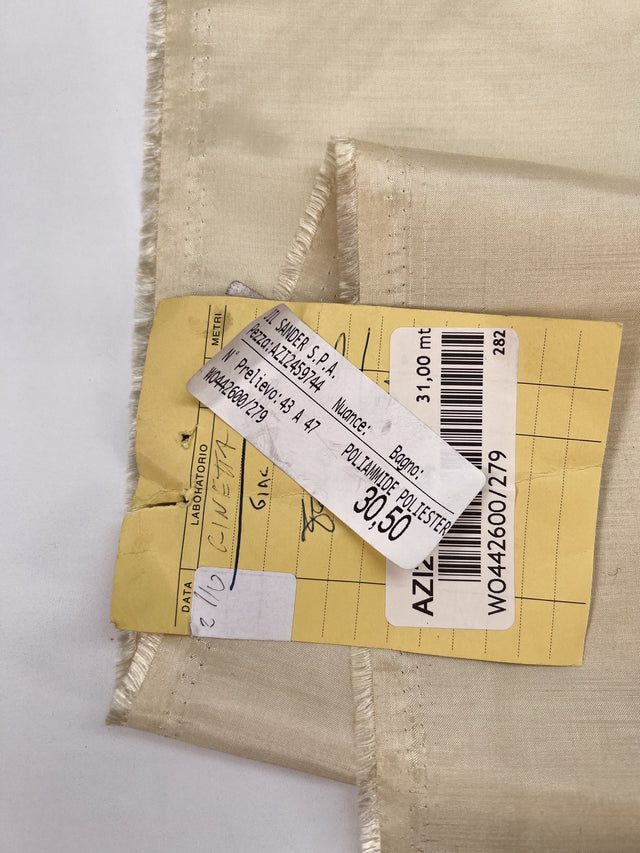 METRI
LABORATORIO
DATA
GINETTA
GIAC
JIL SANDER S.P.A.
Pezza:AZI2459744
Nuance:
Bagno:
N° Prelievo:43 A 47
WO442600/279
POLIAMMIDE POLIESTER
30,50
31,00 mt
282
AZI2
WO442600/279